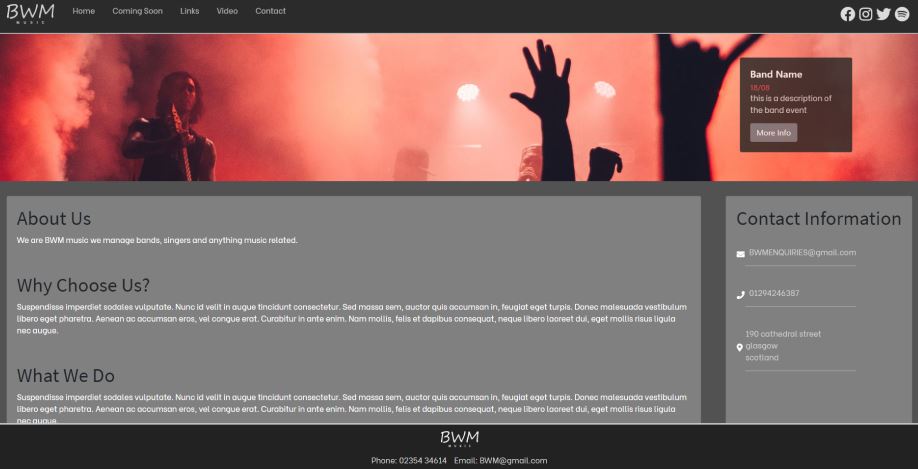 BWM
MUSIC
Home Coming Soon Links Video Contact
Band Name
18/08
this is a description of
the band event
More Info
About Us
We are BWM music we manage bands, singers and anything music related.
Why Choose Us?
Suspendisse imperdiet sodales vulputate. Nunc id velit in augue tincidunt consectetur. Sed massa sem, auctor quis accumsan in, feugiat eget turpis. Donec malesuada vestibulum
libero eget pharetra. Aenean ac accumsan eros, vel congue erat. Curabitur in ante enim. Nam mollis, felis et dapibus consequat, neque libero laoreet dui, eget mollis risus ligula
nec augue.
What We Do
Suspendisse imperdiet sodales vulputate. Nunc id velit in augue tincidunt consectetur. Sed massa sem, auctor quis accumsan in, feugiat eget turpis. Donec malesuada vestibulum
libero eget pharetra. Aenean ac accumsan eros, vel congue erat. Curabitur in ante enim. Nam mollis, felis et dapibus consequat, neque libero laoreet dui, eget mollis risus ligula
nec augue.
Contact Information
BWMENQUIRIES@gmail.com
01294246387
190 cathedral street
glasgow
scotland
BWM
MUSIC
Phone: 02354 34614 Email: BWM@gmail.com